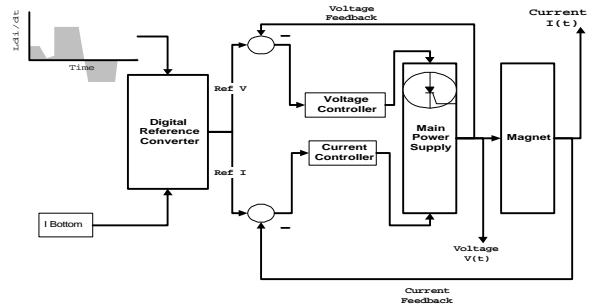 Ldi/dt
Time
Voltage
Feedback
Current
I(t)
Digital
Reference
Converter
Ref V
Ref I
Voltage
Controller
Current
Controller
Main
Power
Supply
Magnet
I Bottom
Voltage
V(t)
Current
Feedback